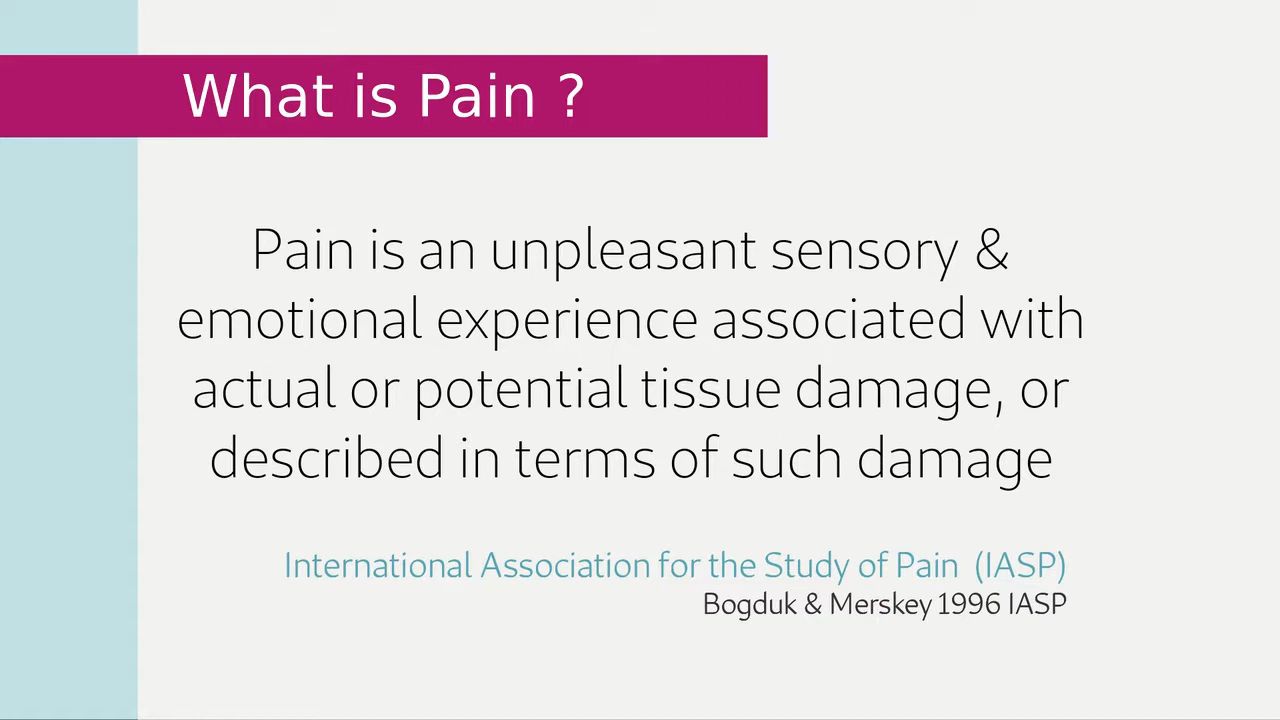 What is Pain ?
Pain is an unpleasant sensory &
emotional experience associated with
actual or potential tissue damage, or
described in terms of such damage
International Association for the Study of Pain (IASP)
Bogduk & Merskey 1996 IASP